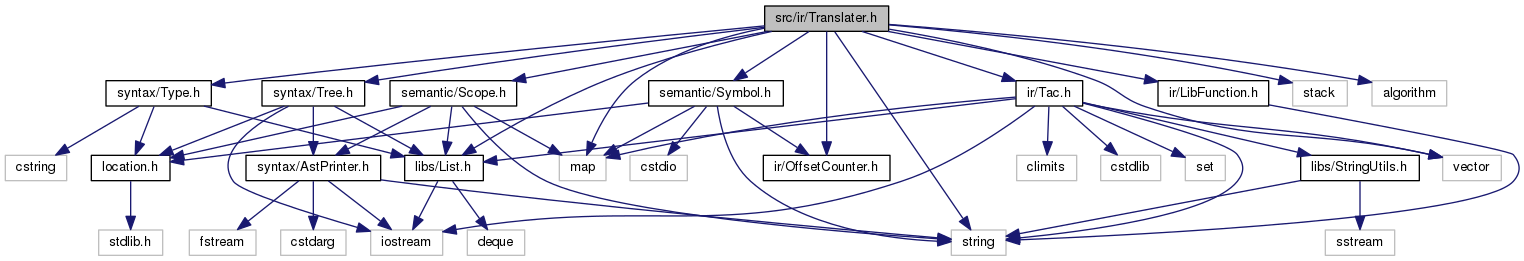 src/ir/Translater.h
syntax/Type.h
syntax/Tree.h
semantic/Scope.h
semantic/Symbol.h
ir/Tac.h
ir/LibFunction.h
stack
algorithm
cstring
location.h
syntax/AstPrinter.h
libs/List.h
map
cstdio
ir/OffsetCounter.h
climits
cstdlib
set
libs/StringUtils.h
vector
stdlib.h
fstream
cstdarg
iostream
deque
string
sstream